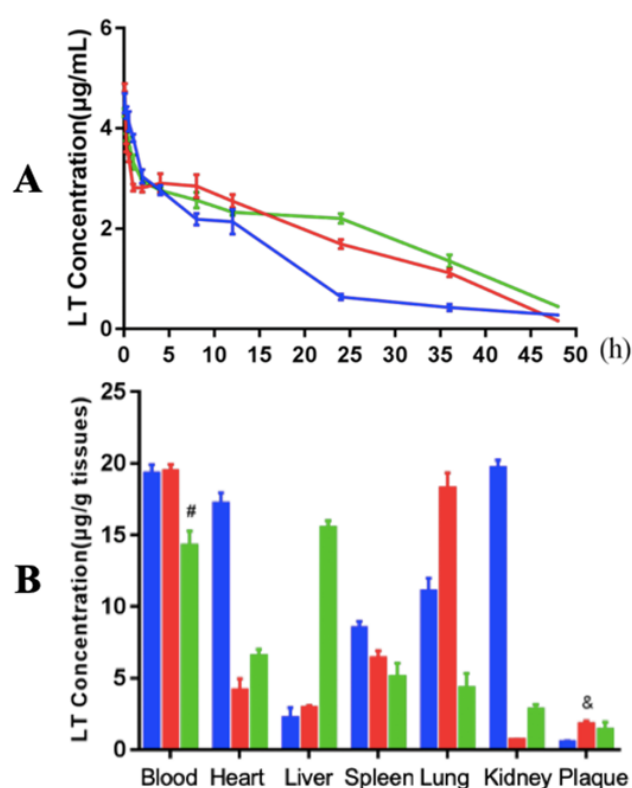 A
LT Concentration(µg/mL)
6
4
2
0
0 5 10 15 20 25 30 35 40 45 50 (h)
B
LT Concentration(µg/g tissues)
25
20
15
10
5
0
#
&
Blood Heart Liver Spleen Lung Kidney Plaque